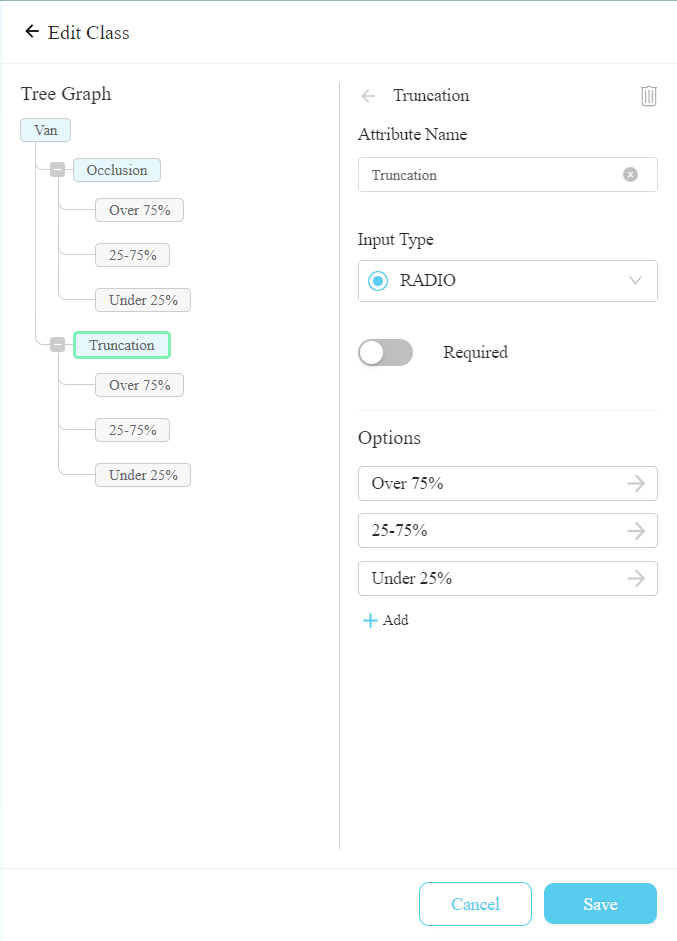 Edit Class
Tree Graph
Van
Occlusion
Over 75%
25-75%
Under 25%
Truncation
Over 75%
25-75%
Under 25%
Truncation
Attribute Name
Truncation
Input Type
RADIO
Required
Options
Over 75%
25-75%
Under 25%
Add
Cancel
Save